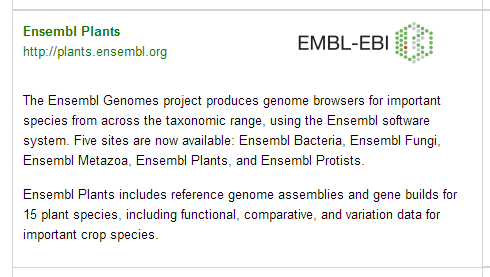 Ensembl Plants
http://plants.ensembl.org
EMBL-EBI
The Ensembl Genomes project produces genome browsers for important
species from across the taxonomic range, using the Ensembl software
system. Five sites are now available: Ensembl Bacteria, Ensembl Fungi,
Ensembl Metazoa, Ensembl Plants, and Ensembl Protists.
Ensembl Plants includes reference genome assemblies and gene builds for
15 plant species, including functional, comparative, and variation data for
important crop species.